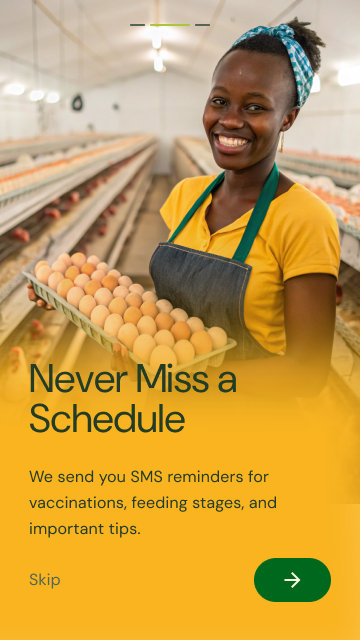 Never Miss a
Schedule
We send you SMS reminders for
vaccinations, feeding stages, and
important tips.
Skip